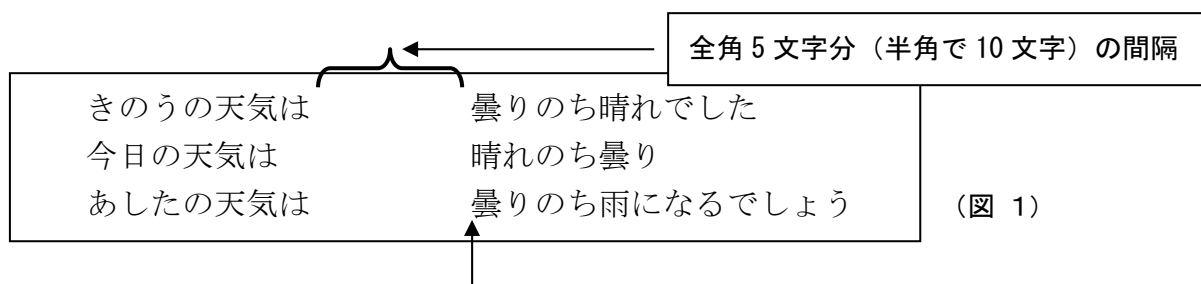 全角５文字分（半角で10文字）の間隔
きのうの天気は　　　　　曇りのち晴れでした
今日の天気は　　　　　　晴れのち曇り
あしたの天気は　　　　　曇りのち雨になるでしょう
（図 1）